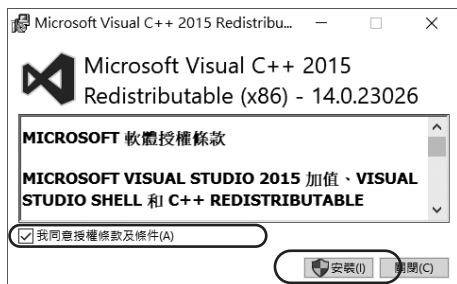 Microsoft Visual C++ 2015 Redistribu...
Microsoft Visual C++ 2015
Redistributable (x86) - 14.0.23026
MICROSOFT 軟體授權條款
MICROSOFT VISUAL STUDIO 2015 加值、VISUAL
STUDIO SHELL 和 C++ REDISTRIBUTABLE
我同意授權條款及條件(A)
安裝(I) 關閉(C)